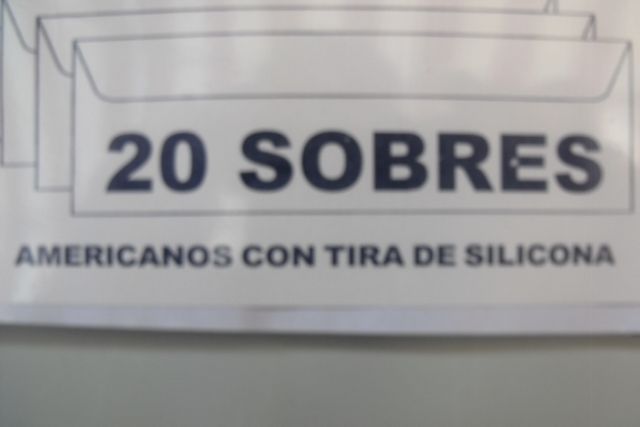 20 SOBRES
AMERICANOS CON TIRA DE SILICONA